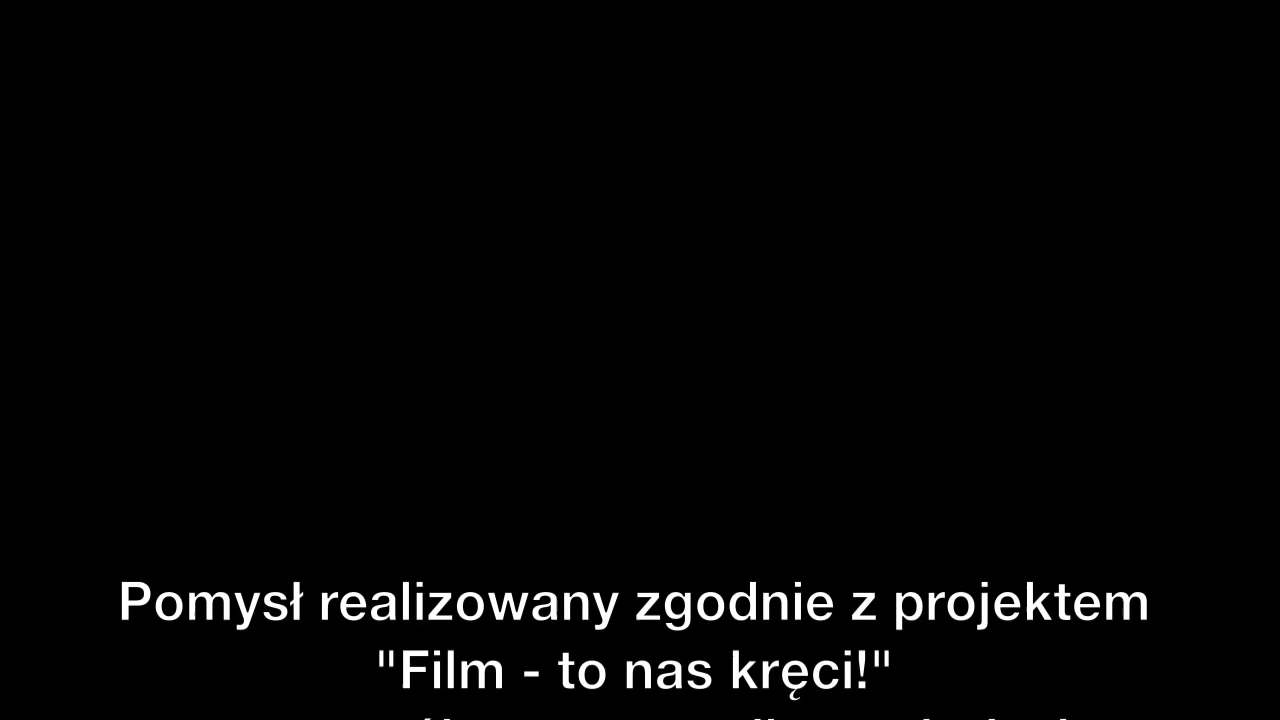 Pomysł realizowany zgodnie z projektem
"Film - to nas kręci!"